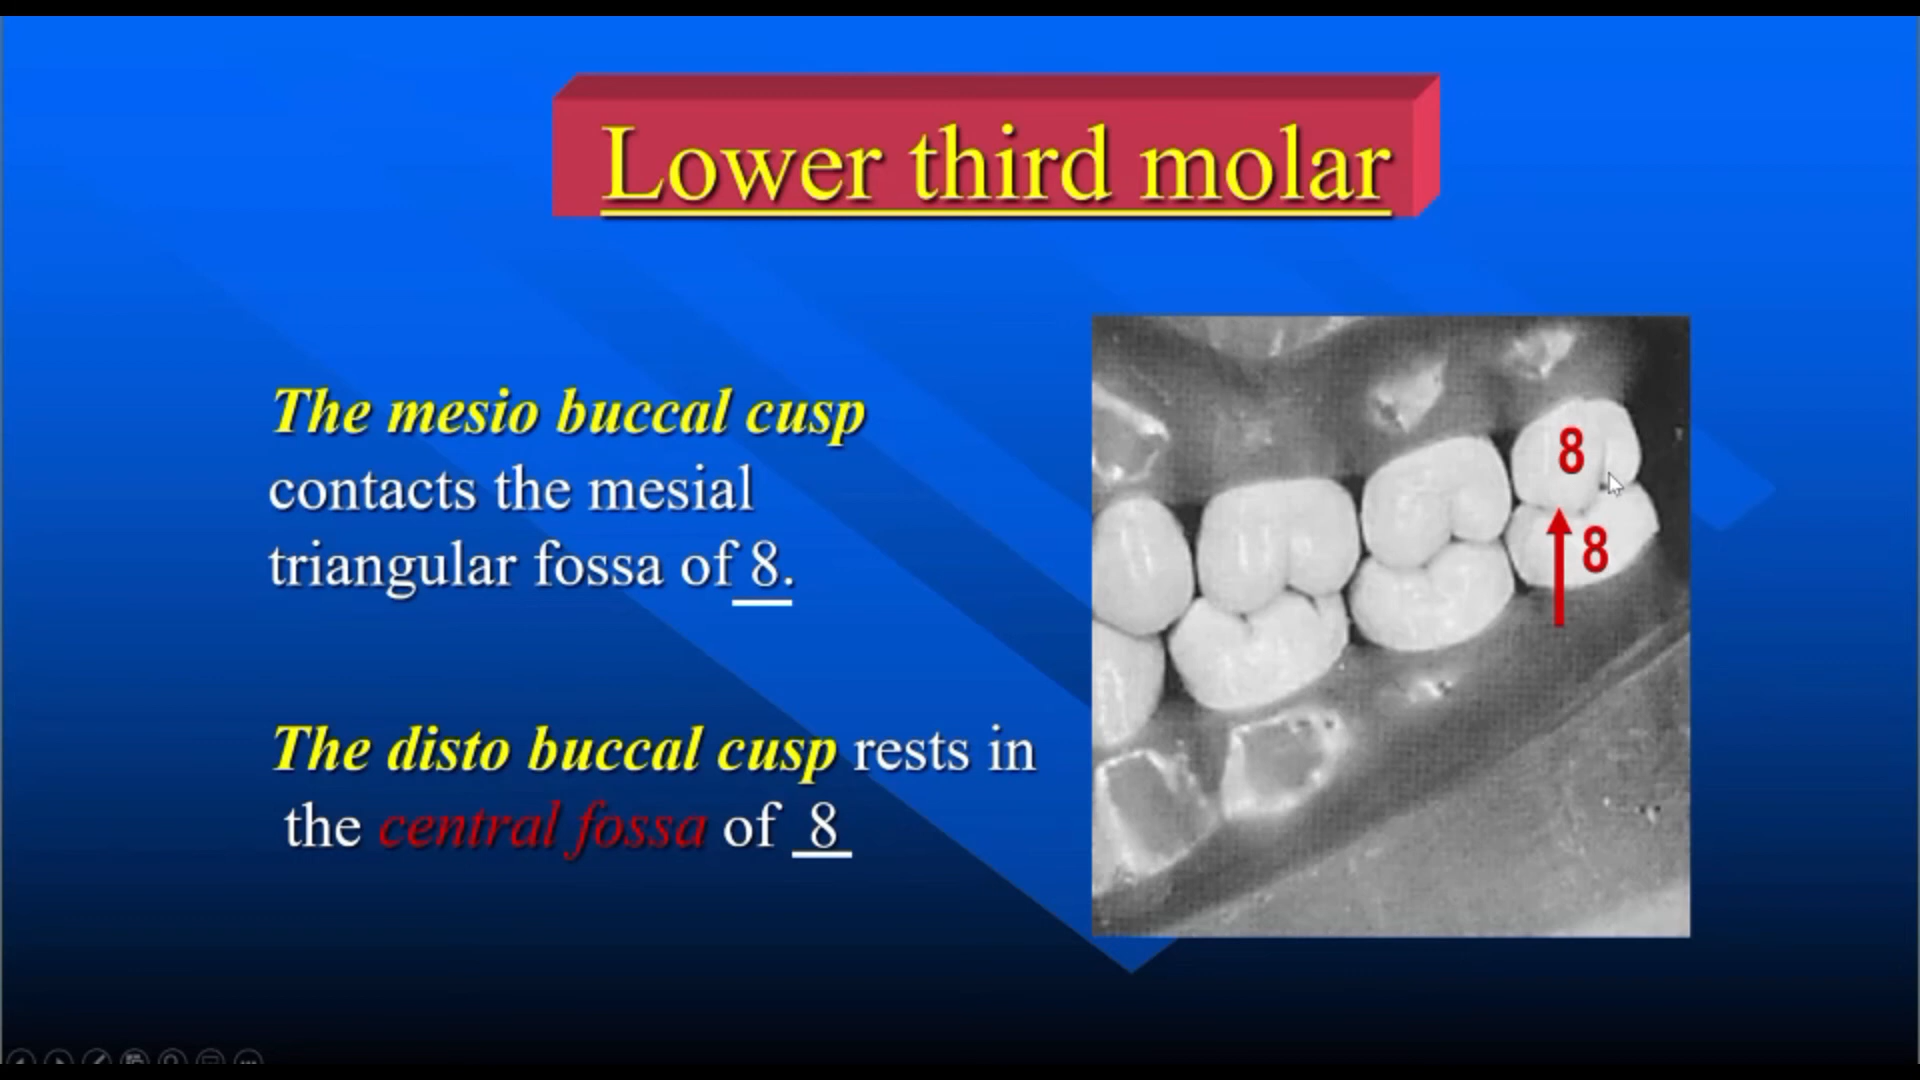 Lower third molar
The mesio buccal cusp
contacts the mesial
triangular fossa of 8.
The disto buccal cusp rests in
the central fossa of 8
8
8